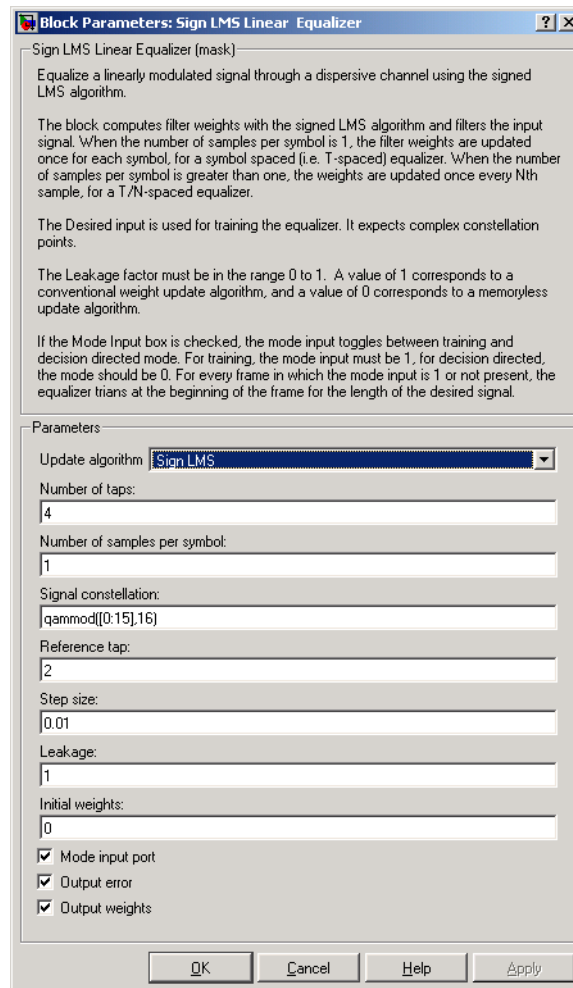 Block Parameters: Sign LMS Linear  Equalizer
Sign LMS Linear Equalizer (mask)
Equalize a linearly modulated signal through a dispersive channel using the signed
LMS algorithm.
The block computes filter weights with the signed LMS algorithm and filters the input
signal. When the number of samples per symbol is 1, the filter weights are updated
once for each symbol, for a symbol spaced (i.e. T-spaced) equalizer. When the number
of samples per symbol is greater than one, the weights are updated once every Nth
sample, for a T/N-spaced equalizer.
The Desired input is used for training the equalizer. It expects complex constellation
points.
The Leakage factor must be in the range 0 to 1.  A value of 1 corresponds to a
conventional weight update algorithm, and a value of 0 corresponds to a memoryless
update algorithm.
If the Mode Input box is checked, the mode input toggles between training and
decision directed mode. For training, the mode input must be 1, for decision directed,
the mode should be 0. For every frame in which the mode input is 1 or not present, the
equalizer trians at the beginning of the frame for the length of the desired signal.
Parameters
Update algorithm Sign LMS
Number of taps:
4
Number of samples per symbol:
1
Signal constellation:
qammod([0:15],16)
Reference tap:
2
Step size:
0.01
Leakage:
1
Initial weights:
0
Mode input port
Output error
Output weights
OK Cancel Help Apply